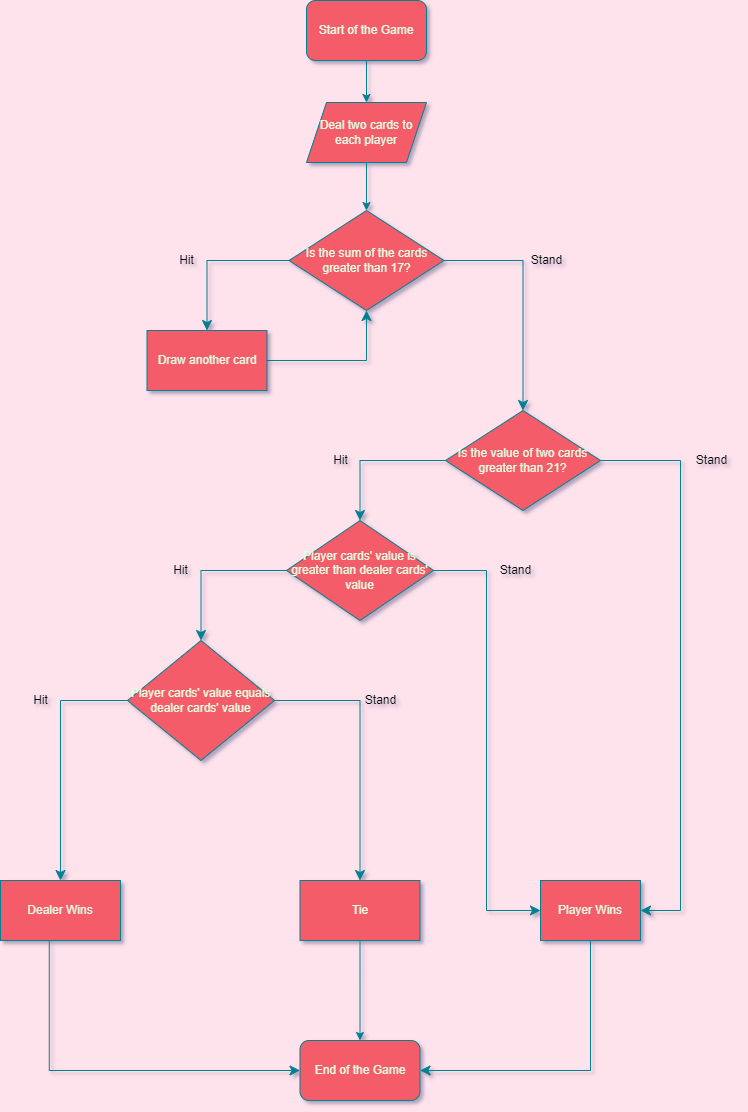 Start of the Game
Deal two cards to
each player
Is the sum of the cards
greater than 17?
Hit
Stand
Draw another card
Is the value of two cards
greater than 21?
Hit
Stand
Player cards' value is
greater than dealer cards'
value
Hit
Stand
Player cards' value equals
dealer cards' value
Hit
Stand
Dealer Wins
Tie
Player Wins
End of the Game